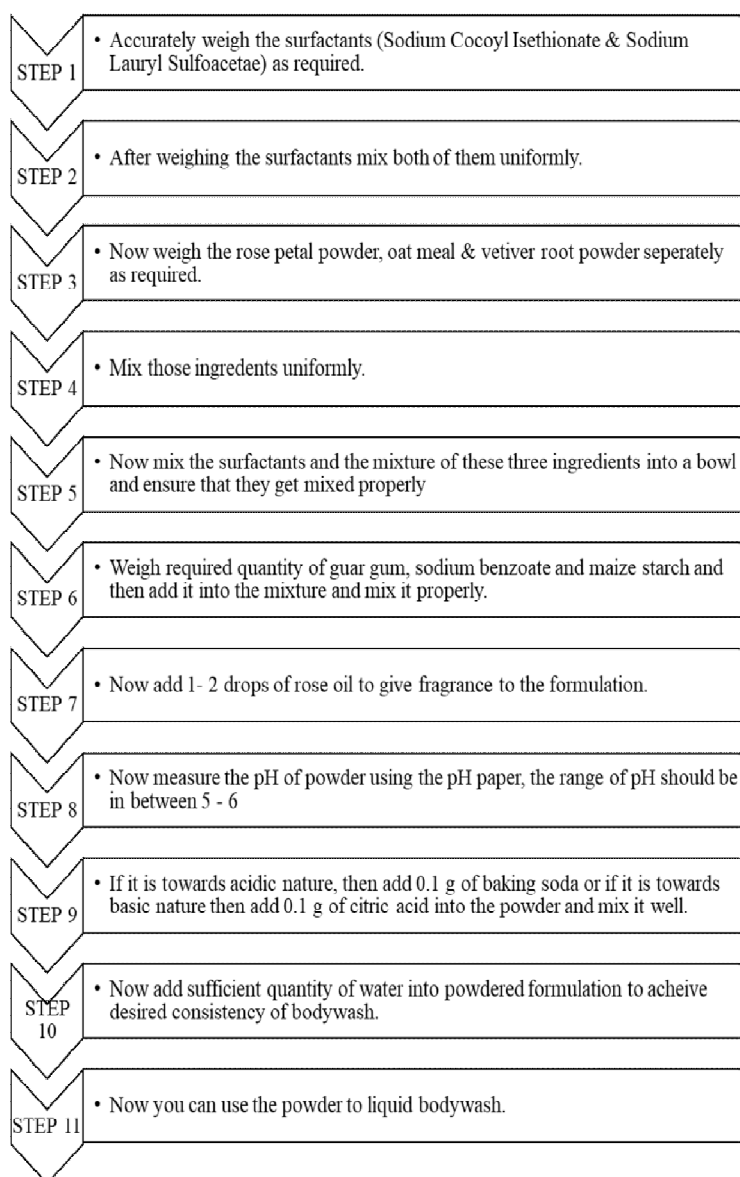 STEP 1
• Accurately weigh the surfactants (Sodium Cocoyl Isethionate & Sodium
Lauryl Sulfoacetae) as required.
STEP 2
• After weighing the surfactants mix both of them uniformly.
STEP 3
• Now weigh the rose petal powder, oat meal & vetiver root powder seperately
as required.
STEP 4
• Mix those ingredents uniformly.
STEP 5
• Now mix the surfactants and the mixture of these three ingredients into a bowl
and ensure that they get mixed properly
STEP 6
• Weigh required quantity of guar gum, sodium benzoate and maize starch and
then add it into the mixture and mix it properly.
STEP 7
• Now add 1- 2 drops of rose oil to give fragrance to the formulation.
STEP 8
• Now measure the pH of powder using the pH paper, the range of pH should be
in between 5 - 6
STEP 9
• If it is towards acidic nature, then add 0.1 g of baking soda or if it is towards
basic nature then add 0.1 g of citric acid into the powder and mix it well.
STEP
10
• Now add sufficient quantity of water into powdered formulation to acheive
desired consistency of bodywash.
STEP 11
• Now you can use the powder to liquid bodywash.